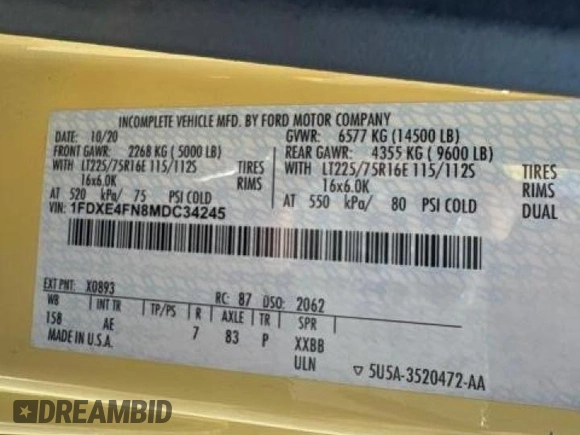 INCOMPLETE VEHICLE MFD. BY FORD MOTOR COMPANY
DATE: 10/20 GVWR: 6577 KG (14500 LB)
FRONT GAWR: 2268 KG ( 5000 LB) REAR GAWR: 4355 KG ( 9600 LB)
WITH LT225/75R16E 115/112S TIRES WITH LT225/75R16E 115/112S TIRES
16x6.0K RIMS 16x6.0K RIMS
AT 520 kPa/ 75 PSI COLD AT 550 kPa/ 80 PSI COLD DUAL
1FDXE4FN8MDC34245
EXT PNT: X0893 RC: 87 DSO: 2062
WB INT TR TP/PS R AXLE TR SPR
158 AE 7 83 P XXBB
MADE IN U.S.A. ULN ▽ 5U5A-3520472-AA
DREAMBID